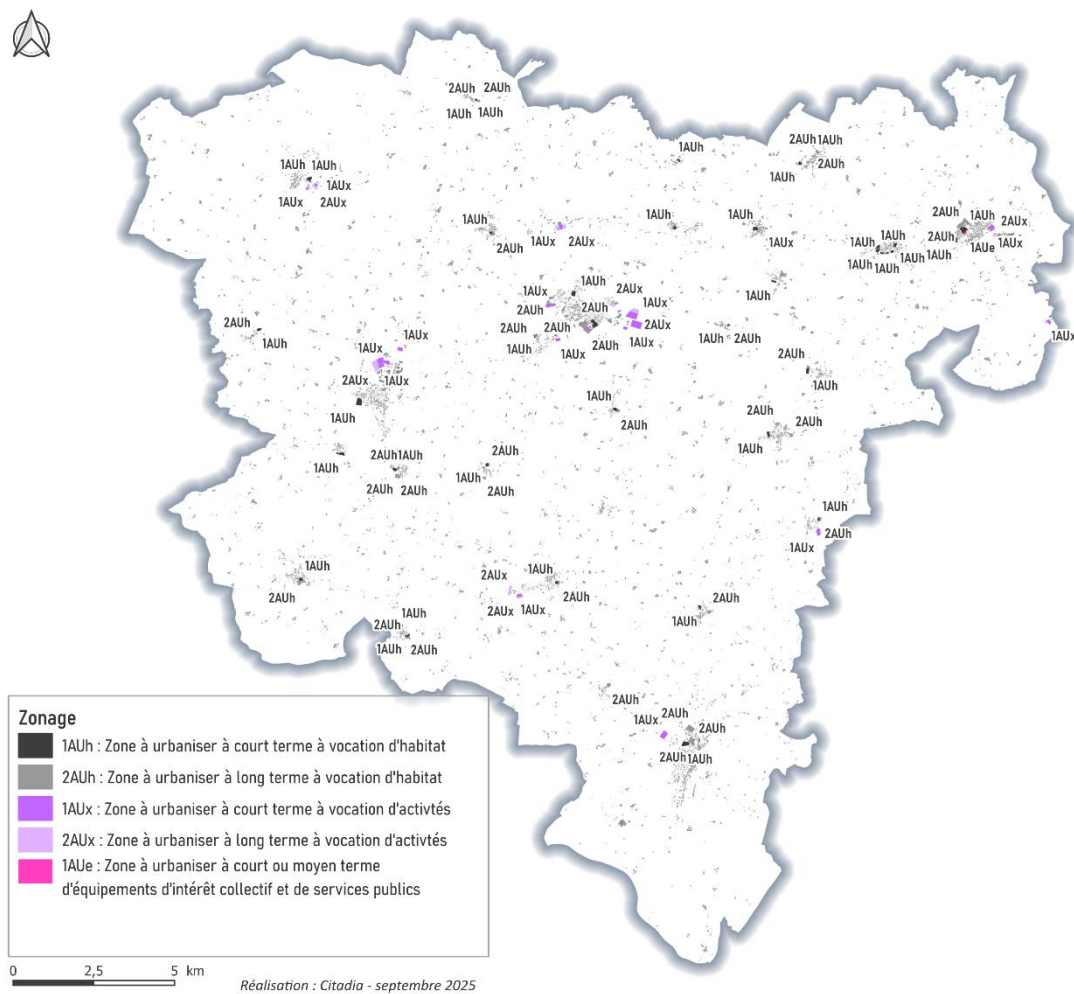 2AUh 2AUh
1AUh 1AUh
1AUh
2AUh 1AUh
1AUh 2AUh
1AUh 1AUh
1AUx
1AUx 2AUx
1AUh
2AUh
1AUx 2AUx
1AUh
1AUh
1AUx
2AUh 1AUh 2AUx
2AUh
1AUe 1AUx
1AUh
1AUh
1AUh 1AUh
1AUh
1AUh
1AUh
1AUx
1AUx 1AUh 2AUx
2AUh 2AUh 1AUx
2AUx
2AUh 2AUh
1AUh 1AUx 2AUh 1AUx
1AUh 2AUh
2AUh
1AUh
1AUx
1AUx
2AUx 1AUx
1AUh
2AUh
1AUh
1AUh
2AUh
2AUh
2AUh
1AUh
1AUh
2AUh 1AUh
2AUh 2AUh
2AUh
1AUh
2AUh
1AUh
1AUx 2AUh
1AUh
2AUh
2AUx 1AUh
2AUh
2AUx 1AUx
2AUh
1AUh
1AUh
2AUh
1AUh 2AUh
2AUh
2AUh
1AUx 2AUh
2AUh 1AUh
Zonage
1AUh : Zone à urbaniser à court terme à vocation d'habitat
2AUh : Zone à urbaniser à long terme à vocation d'habitat
1AUx : Zone à urbaniser à court terme à vocation d'activtés
2AUx : Zone à urbaniser à long terme à vocation d'activtés
1AUe : Zone à urbaniser à court ou moyen terme
d'équipements d'intérêt collectif et de services publics
0 2,5 5 km
Réalisation : Citadia - septembre 2025